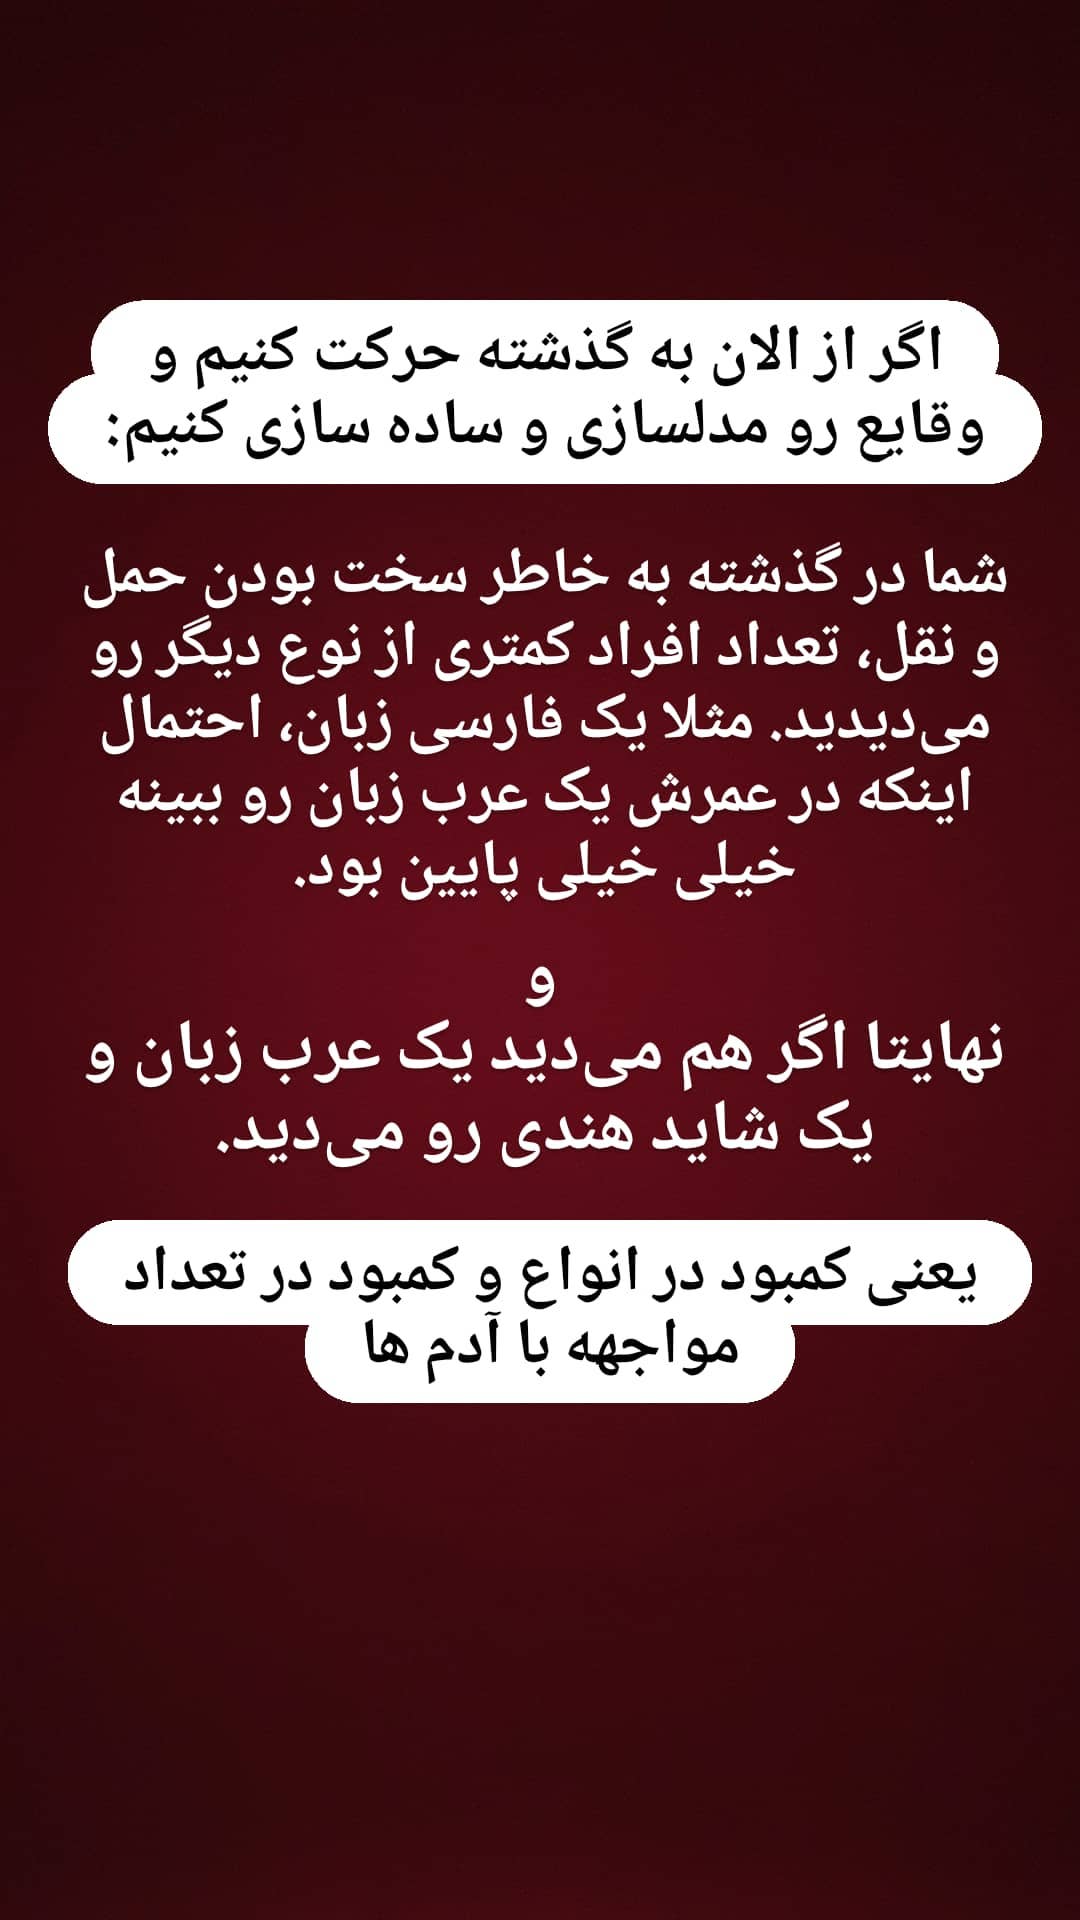 اگر از الان به گذشته حرکت کنیم و
وقایع رو مدلسازی و ساده سازی کنیم:
شما در گذشته به خاطر سخت بودن حمل
و نقل، تعداد افراد کمتری از نوع دیگر رو
می‌دیدید. مثلا یک فارسی زبان، احتمال
اینکه در عمرش یک عرب زبان رو ببینه
خیلی خیلی پایین بود.
و
نهایتا اگر هم می‌دید یک عرب زبان و
یک شاید هندی رو می‌دید.
یعنی کمبود در انواع و کمبود در تعداد
مواجهه با آدم ها